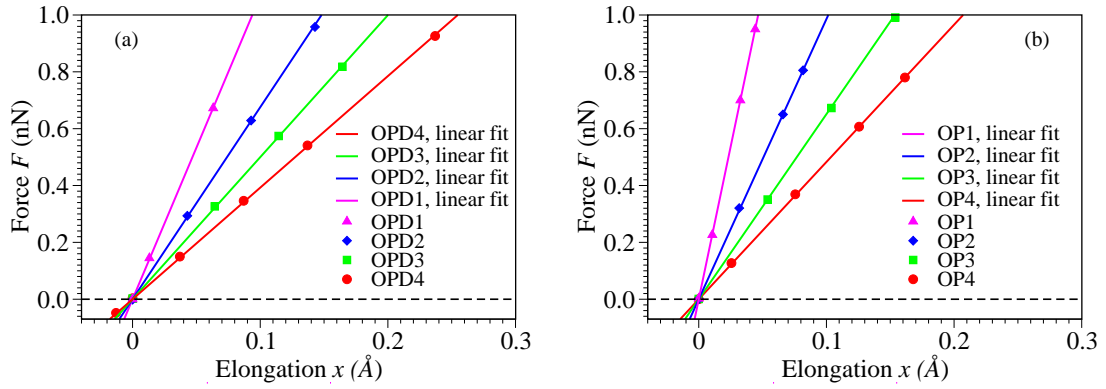 (a)
Force F (nN)
1.0
0.8
0.6
0.4
0.2
0.0
OPD4, linear fit
OPD3, linear fit
OPD2, linear fit
OPD1, linear fit
OPD1
OPD2
OPD3
OPD4
0
0.1
0.2
0.3
Elongation x (Å)
(b)
Force F (nN)
1.0
0.8
0.6
0.4
0.2
0.0
OP1, linear fit
OP2, linear fit
OP3, linear fit
OP4, linear fit
OP1
OP2
OP3
OP4
0
0.1
0.2
0.3
Elongation x (Å)